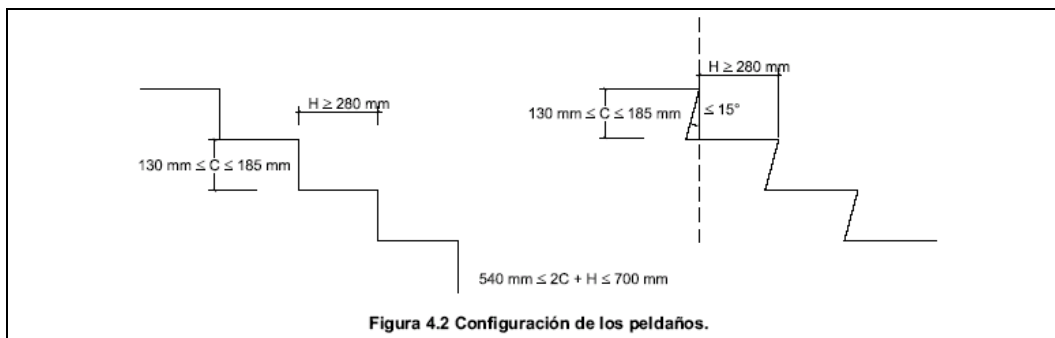 H ≥ 280 mm
130 mm ≤ C ≤ 185 mm
H ≥ 280 mm
130 mm ≤ C ≤ 185 mm
≤ 15°
540 mm ≤ 2C + H ≤ 700 mm
Figura 4.2 Configuración de los peldaños.